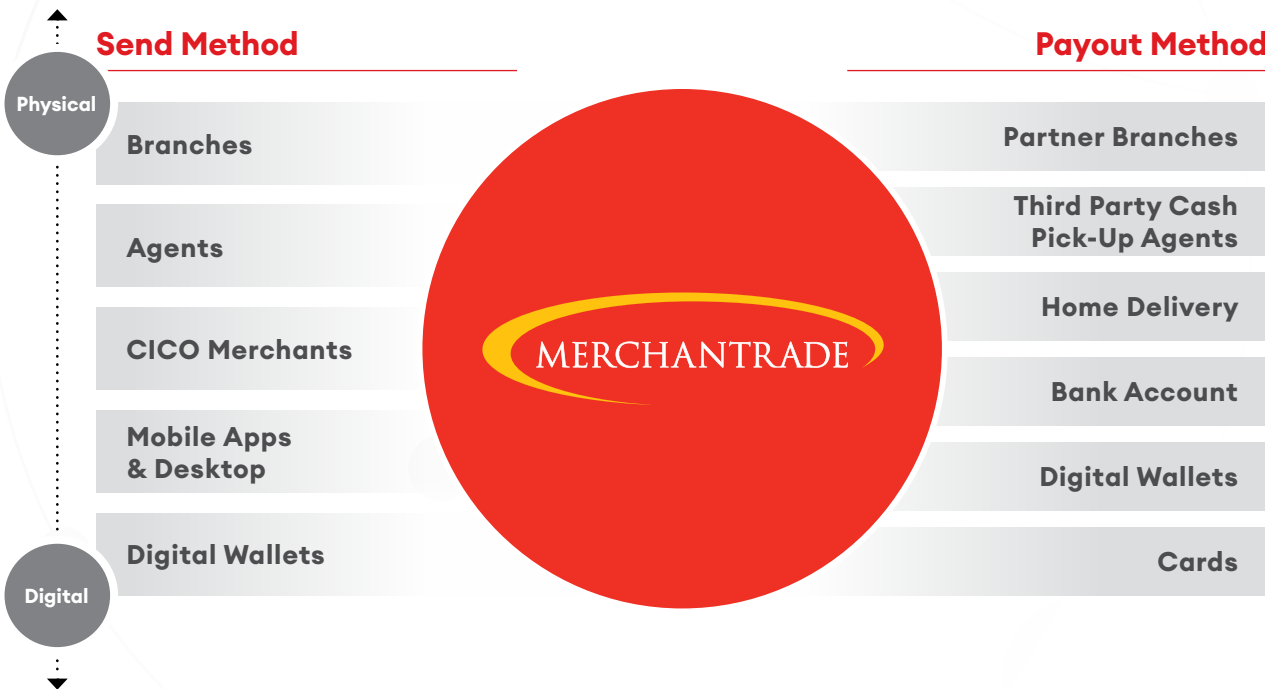 Send Method
Payout Method
Physical
Branches
Agents
CICO Merchants
Mobile Apps
& Desktop
Digital Wallets
Digital
MERCHANTRADE
Partner Branches
Third Party Cash
Pick-Up Agents
Home Delivery
Bank Account
Digital Wallets
Cards